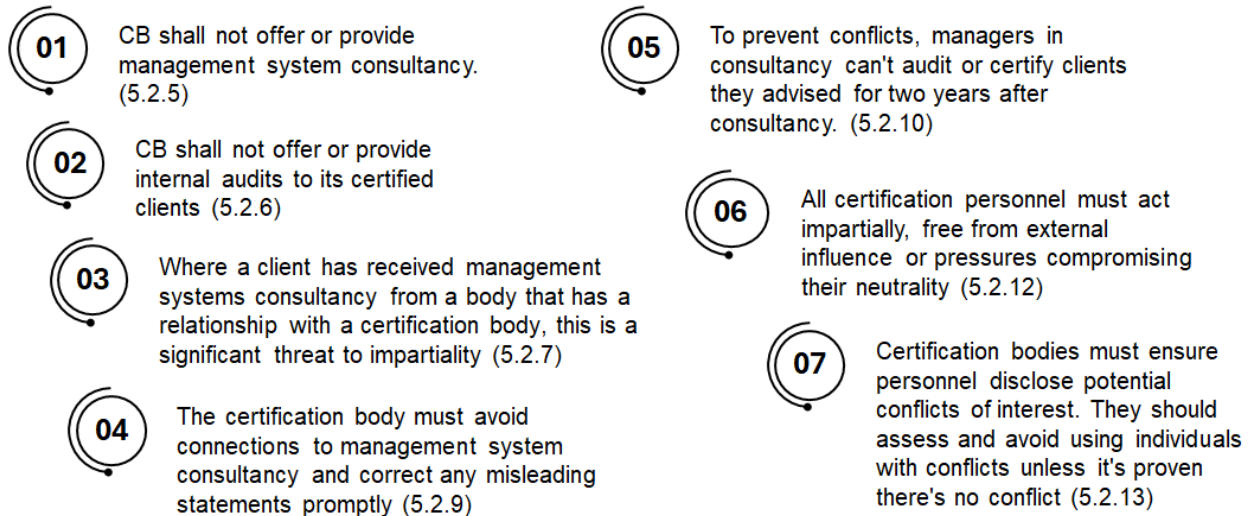 01
CB shall not offer or provide
management system consultancy.
(5.2.5)
02
CB shall not offer or provide
internal audits to its certified
clients (5.2.6)
03
Where a client has received management
systems consultancy from a body that has a
relationship with a certification body, this is a
significant threat to impartiality (5.2.7)
04
The certification body must avoid
connections to management system
consultancy and correct any misleading
statements promptly (5.2.9)
05
To prevent conflicts, managers in
consultancy can't audit or certify clients
they advised for two years after
consultancy. (5.2.10)
06
All certification personnel must act
impartially, free from external
influence or pressures compromising
their neutrality (5.2.12)
07
Certification bodies must ensure
personnel disclose potential
conflicts of interest. They should
assess and avoid using individuals
with conflicts unless it's proven
there's no conflict (5.2.13)